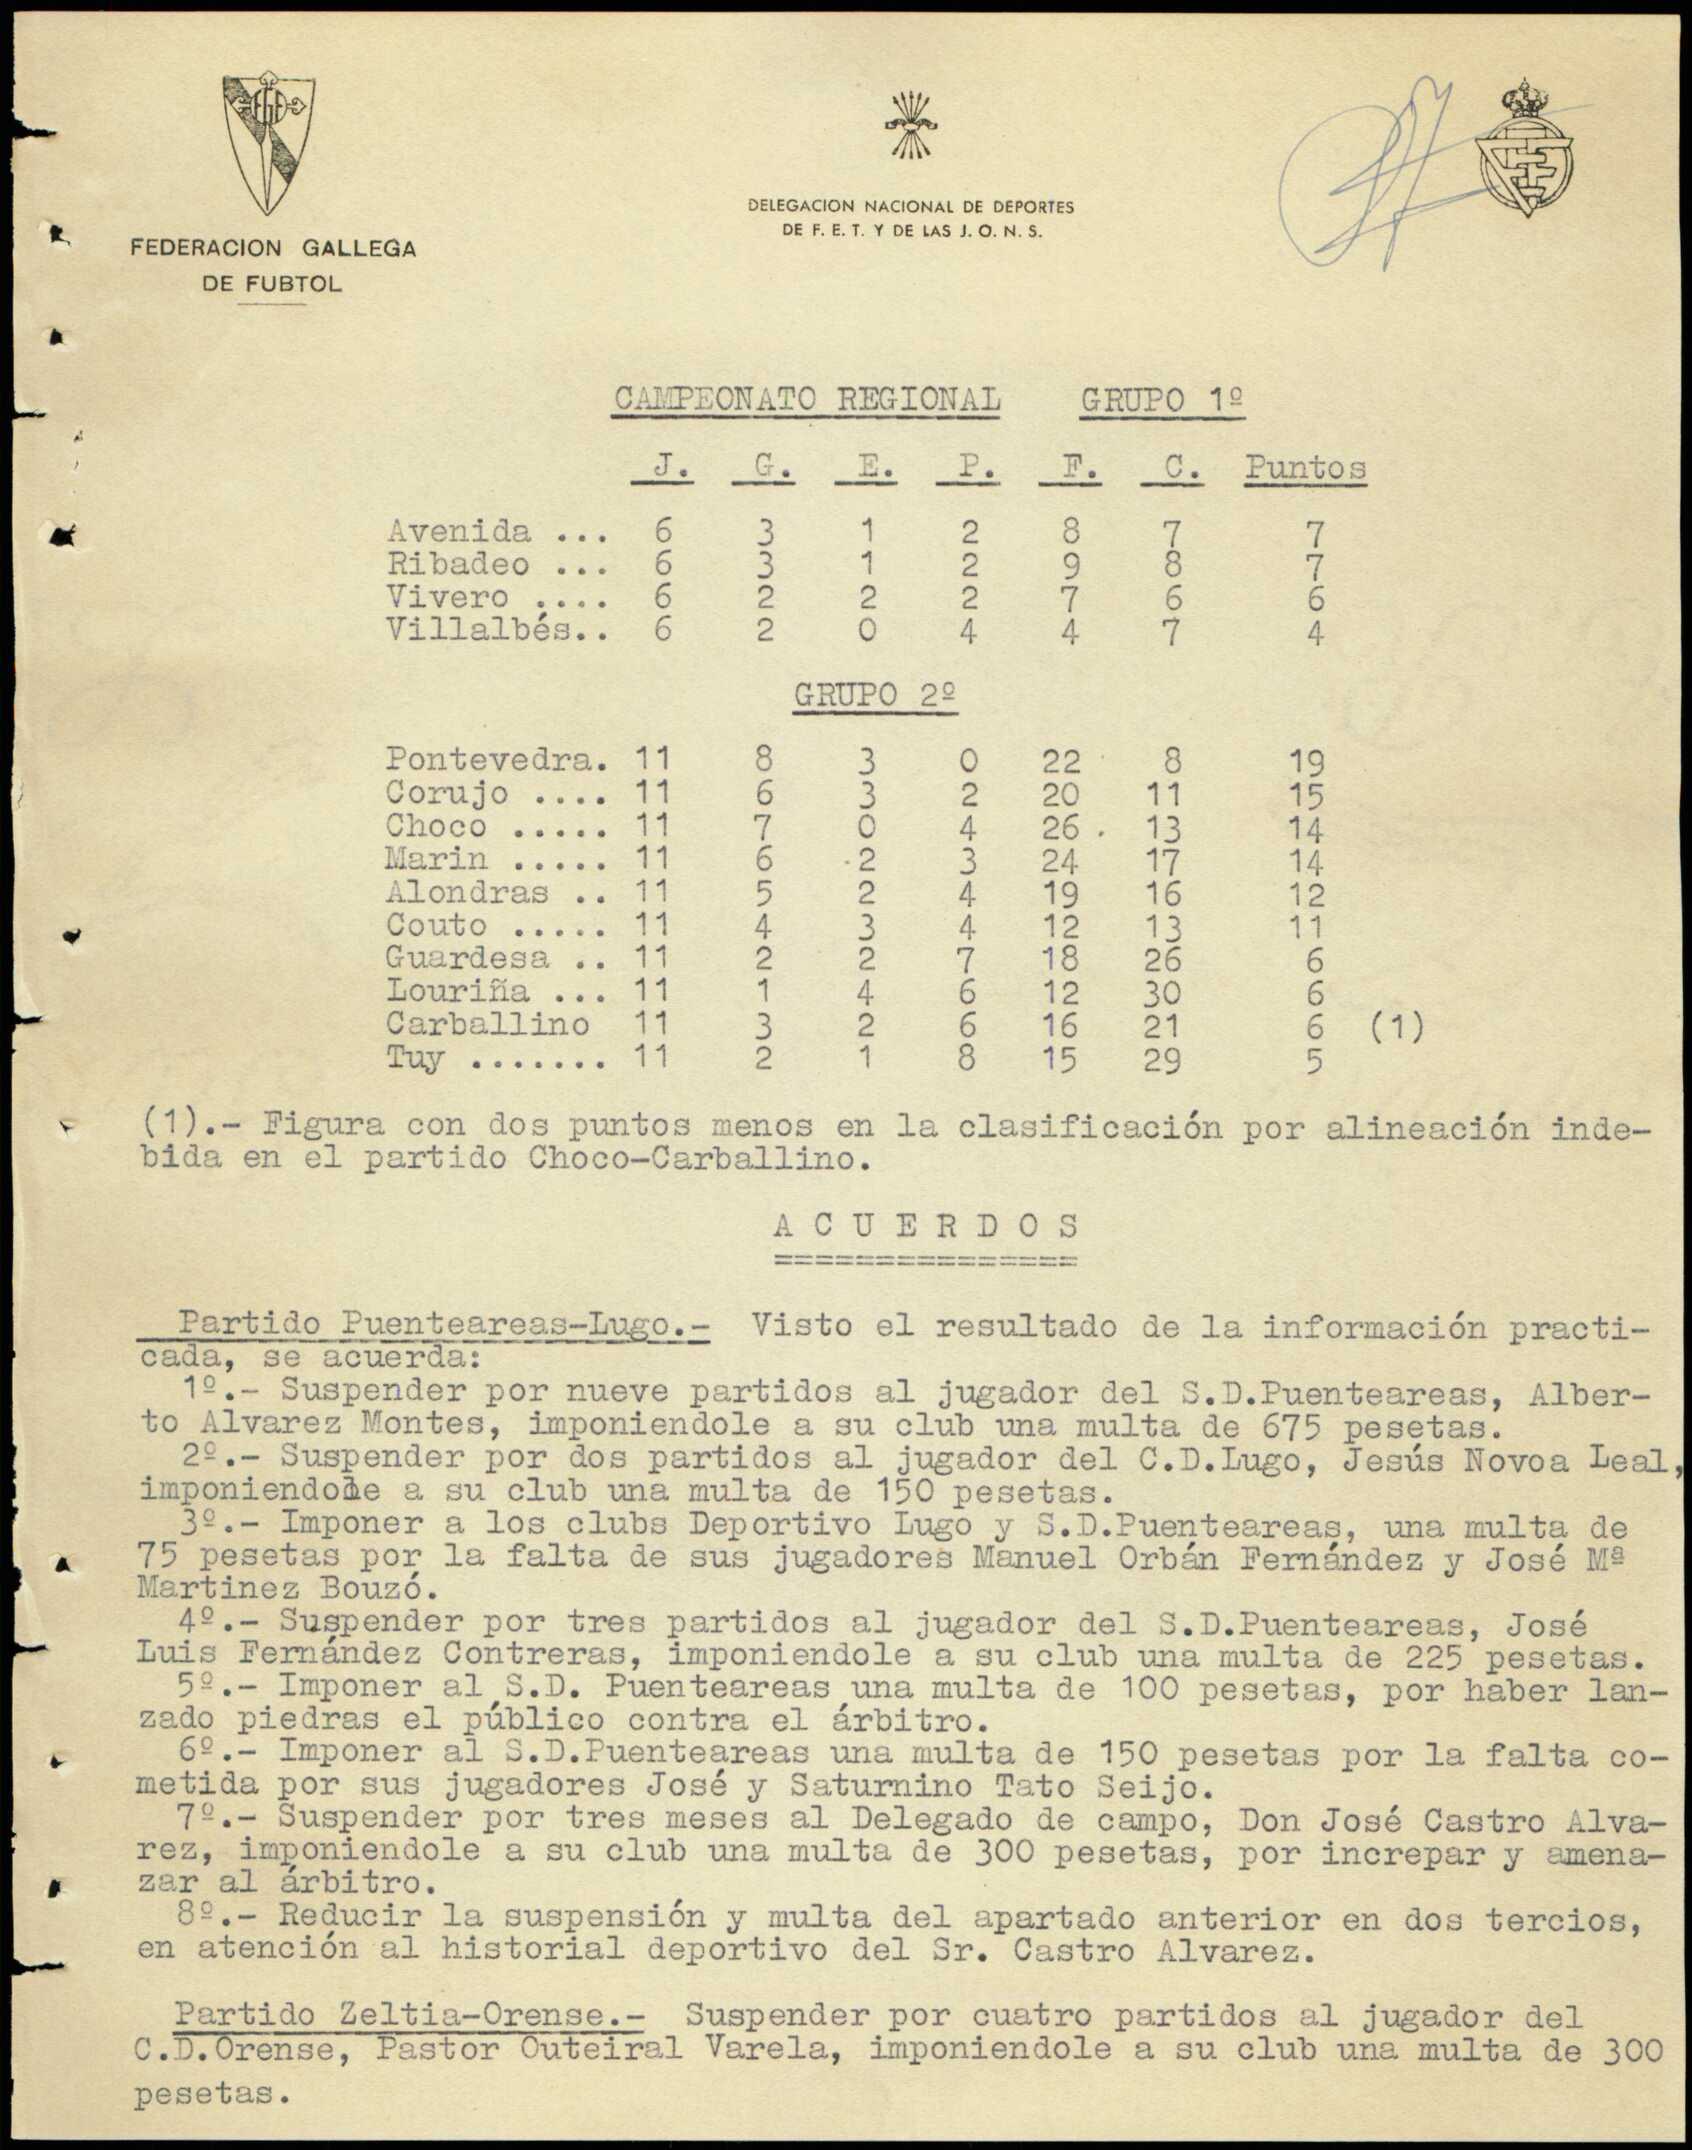 FEDERACION GALLEGA
DE FUBTOL
DELEGACION NACIONAL DE DEPORTES
DE F. E. T. Y DE LAS J. O. N. S.
CAMPEONATO REGIONAL GRUPO 1º
J. G. E. P. F. C. Puntos
Avenida ... 6 3 1 2 8 7 7
Ribadeo ... 6 3 1 2 9 8 7
Vivero .... 6 2 2 2 7 6 6
Villalbés.. 6 2 0 4 4 7 4
GRUPO 2º
Pontevedra. 11 8 3 0 22 8 19
Corujo .... 11 6 3 2 20 11 15
Choco ..... 11 7 0 4 26 13 14
Marin ..... 11 6 2 3 24 17 14
Alondras .. 11 5 2 4 19 16 12
Couto ..... 11 4 3 4 12 13 11
Guardesa .. 11 2 2 7 18 26 6
Louriña ... 11 1 4 6 12 30 6
Carballino 11 3 2 6 16 21 6 (1)
Tuy ....... 11 2 1 8 15 29 5
(1).- Figura con dos puntos menos en la clasificación por alineación inde-
bida en el partido Choco-Carballino.
A C U E R D O S
===============
Partido Puenteareas-Lugo.- Visto el resultado de la información practi-
cada, se acuerda:
1º.- Suspender por nueve partidos al jugador del S.D.Puenteareas, Alber-
to Alvarez Montes, imponiendole a su club una multa de 675 pesetas.
2º.- Suspender por dos partidos al jugador del C.D.Lugo, Jesús Novoa Leal,
imponiendole a su club una multa de 150 pesetas.
3º.- Imponer a los clubs Deportivo Lugo y S.D.Puenteareas, una multa de
75 pesetas por la falta de sus jugadores Manuel Orbán Fernández y José Mª
Martinez Bouzó.
4º.- Suspender por tres partidos al jugador del S.D.Puenteareas, José
Luis Fernández Contreras, imponiendole a su club una multa de 225 pesetas.
5º.- Imponer al S.D. Puenteareas una multa de 100 pesetas, por haber lan-
zado piedras el público contra el árbitro.
6º.- Imponer al S.D.Puenteareas una multa de 150 pesetas por la falta co-
metida por sus jugadores José y Saturnino Tato Seijo.
7º.- Suspender por tres meses al Delegado de campo, Don José Castro Alva-
rez, imponiendole a su club una multa de 300 pesetas, por increpar y amena-
zar al árbitro.
8º.- Reducir la suspensión y multa del apartado anterior en dos tercios,
en atención al historial deportivo del Sr. Castro Alvarez.
Partido Zeltia-Orense.- Suspender por cuatro partidos al jugador del
C.D.Orense, Pastor Outeiral Varela, imponiendole a su club una multa de 300
pesetas.